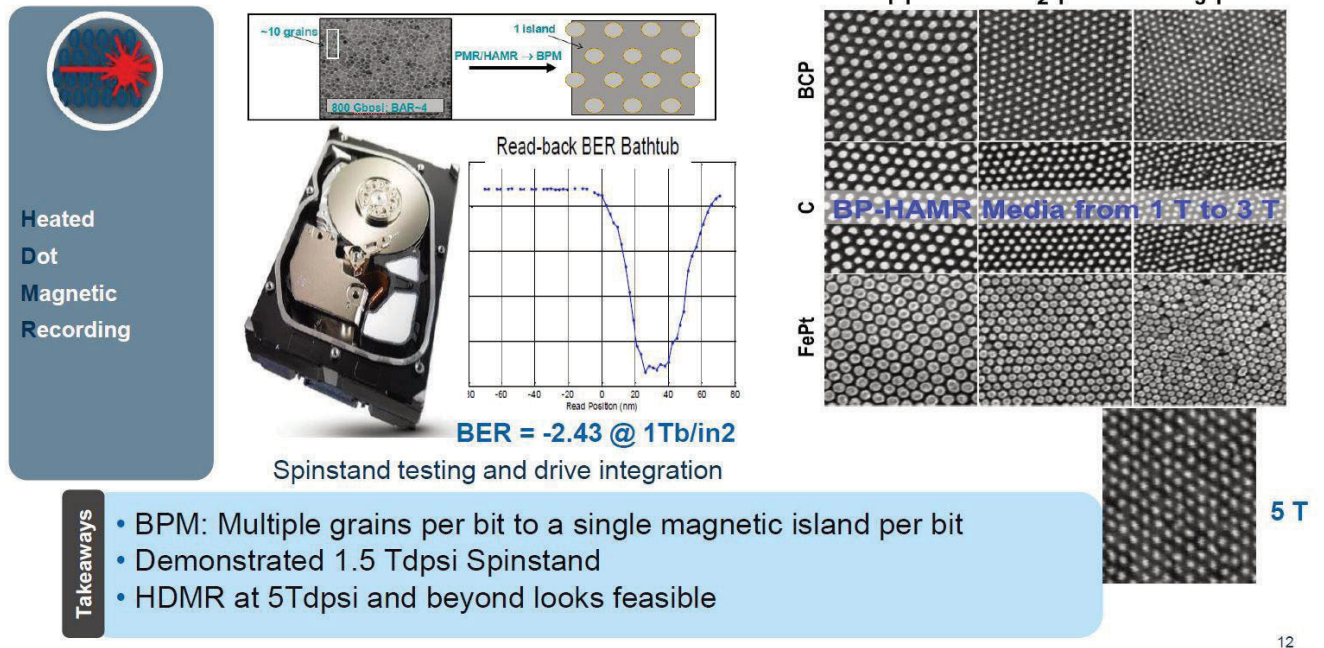 Heated
Dot
Magnetic
Recording
~10 grains
800 Gbpsi; BAR~4
PMR/HAMR → BPM
1 island
Read-back BER Bathtub
-60 -40 -20 0 20 40 60 80
Read Position (nm)
BER = -2.43 @ 1Tb/in2
Spinstand testing and drive integration
BCP
C
FePt
BP-HAMR Media from 1 T to 3 T
5 T
Takeaways
• BPM: Multiple grains per bit to a single magnetic island per bit
• Demonstrated 1.5 Tdpsi Spinstand
• HDMR at 5Tdpsi and beyond looks feasible
12